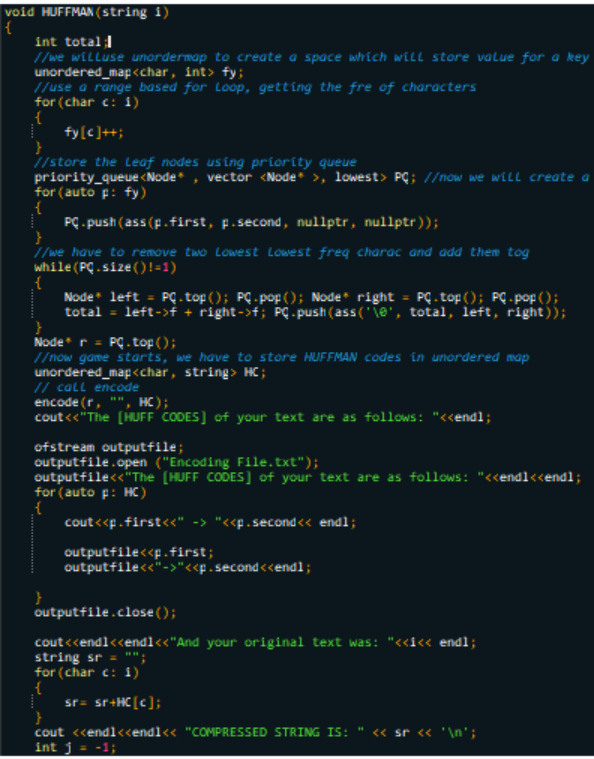 void HUFFMAN(string i)
{
int total;
//we willuse unordermap to create a space which will store value for a key
unordered_map<char, int> fy;
//use a range based for loop, getting the fre of characters
for(char c: i)
{
fy[c]++;
}
//store the leaf nodes using priority queue
priority_queue<Node* , vector <Node* >, lowest> PQ; //now we will create a
for(auto p: fy)
{
PQ.push(ass(p.first, p.second, nullptr, nullptr));
}
//we have to remove two lowest lowest freq charac and add them tog
while(PQ.size()!=1)
{
Node* left = PQ.top(); PQ.pop(); Node* right = PQ.top(); PQ.pop();
total = left->f + right->f; PQ.push(ass('\0', total, left, right));
}
Node* r = PQ.top();
//now game starts, we have to store HUFFMAN codes in unordered map
unordered_map<char, string> HC;
// call encode
encode(r, "", HC);
cout<<"The [HUFF CODES] of your text are as follows: "<<endl;
ofstream outputfile;
outputfile.open ("Encoding File.txt");
outputfile<<"The [HUFF CODES] of your text are as follows: "<<endl<<endl;
for(auto p: HC)
{
cout<<p.first<<" -> "<<p.second<< endl;
outputfile<<p.first;
outputfile<<"->"<<p.second<<endl;
}
outputfile.close();
cout<<endl<<endl<<"And your original text was: "<<i<< endl;
string sr = "";
for(char c: i)
{
sr= sr+HC[c];
}
cout <<endl<<endl<< "COMPRESSED STRING IS: " << sr << '\n';
int j = -1;